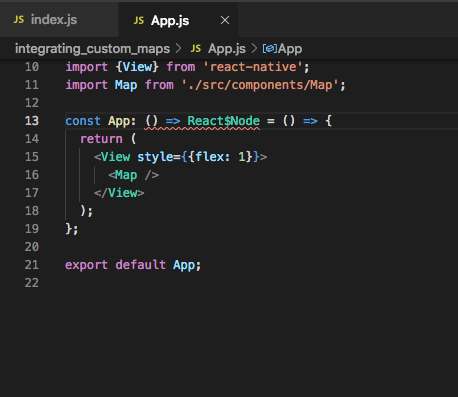 JS index.js JS App.js ×
integrating_custom_maps > JS App.js > App
10 import {View} from 'react-native';
11 import Map from './src/components/Map';
12
13 const App: () => React$Node = () => {
14 return (
15 <View style={{flex: 1}}>
16 <Map />
17 </View>
18 );
19 };
20
21 export default App;
22